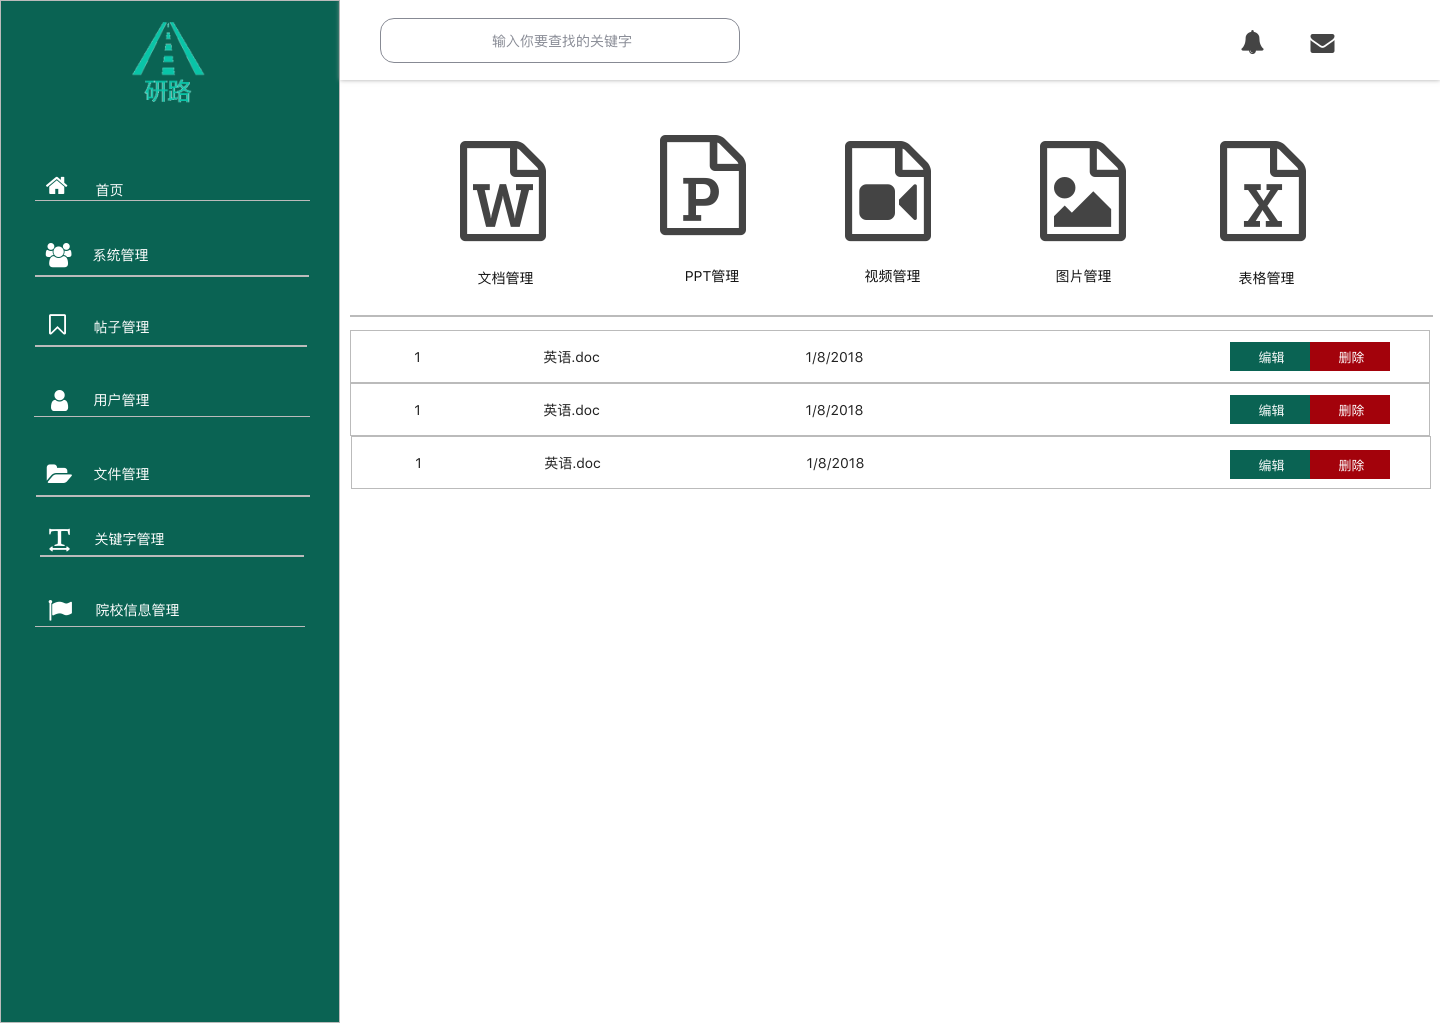 研路
首页
系统管理
帖子管理
用户管理
文件管理
关键字管理
院校信息管理
输入你要查找的关键字
文档管理 PPT管理 视频管理 图片管理 表格管理
1 英语.doc 1/8/2018 编辑 删除
1 英语.doc 1/8/2018 编辑 删除
1 英语.doc 1/8/2018 编辑 删除